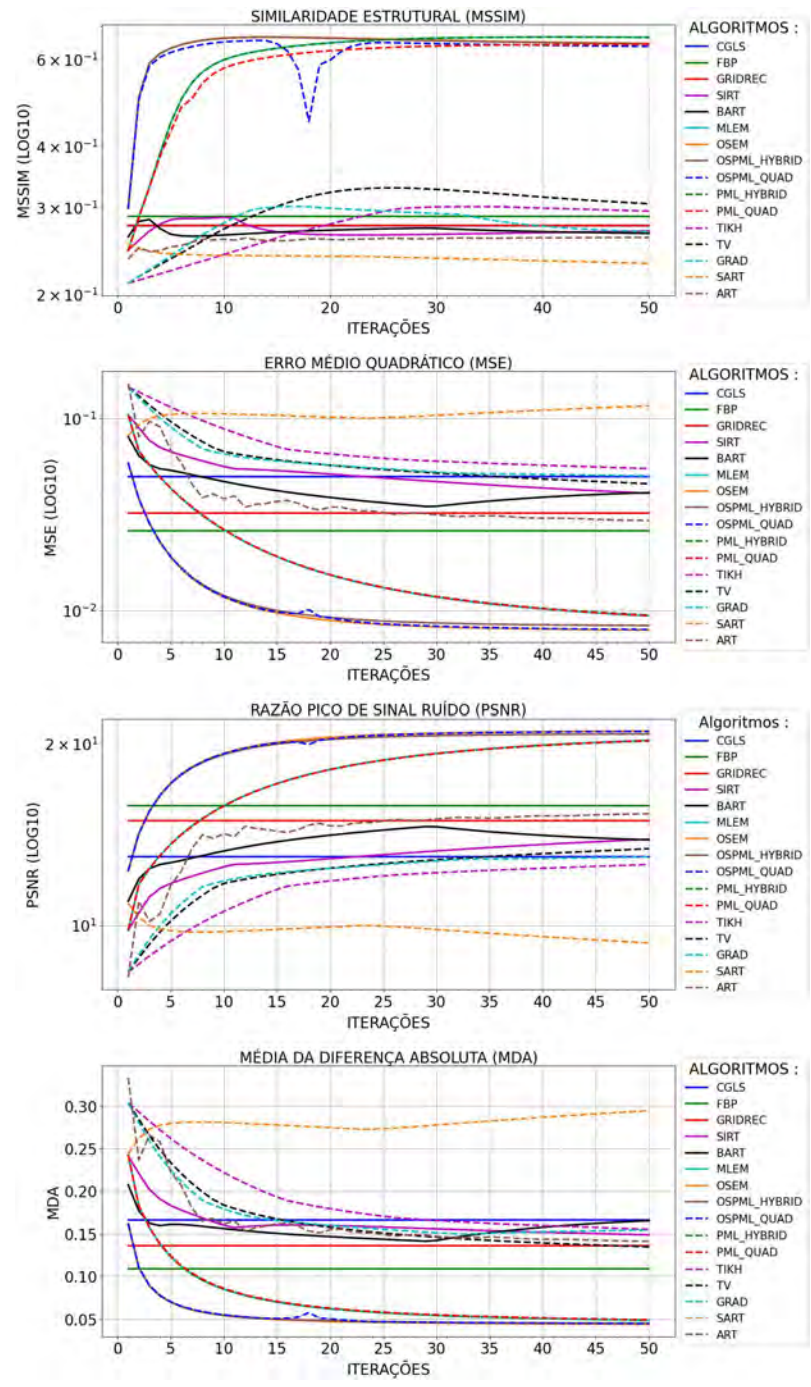 SIMILARIDADE ESTRUTURAL (MSSIM)
MSSIM (LOG10)
6 × 10⁻¹
4 × 10⁻¹
3 × 10⁻¹
2 × 10⁻¹
0 5 10 15 20 25 30 35 40 45 50
ITERAÇÕES
ALGORITMOS :
CGLS
FBP
GRIDREC
SIRT
BART
MLEM
OSEM
OSPML_HYBRID
OSPML_QUAD
PML_HYBRID
PML_QUAD
TIKH
TV
GRAD
SART
ART
ERRO MÉDIO QUADRÁTICO (MSE)
MSE (LOG10)
10⁻¹
10⁻²
0 5 10 15 20 25 30 35 40 45 50
ITERAÇÕES
ALGORITMOS :
CGLS
FBP
GRIDREC
SIRT
BART
MLEM
OSEM
OSPML_HYBRID
OSPML_QUAD
PML_HYBRID
PML_QUAD
TIKH
TV
GRAD
SART
ART
RAZÃO PICO DE SINAL RUÍDO (PSNR)
PSNR (LOG10)
2 × 10¹
10¹
0 5 10 15 20 25 30 35 40 45 50
ITERAÇÕES
Algoritmos :
CGLS
FBP
GRIDREC
SIRT
BART
MLEM
OSEM
OSPML_HYBRID
OSPML_QUAD
PML_HYBRID
PML_QUAD
TIKH
TV
GRAD
SART
ART
MÉDIA DA DIFERENÇA ABSOLUTA (MDA)
MDA
0.30
0.25
0.20
0.15
0.10
0.05
0 5 10 15 20 25 30 35 40 45 50
ITERAÇÕES
ALGORITMOS :
CGLS
FBP
GRIDREC
SIRT
BART
MLEM
OSEM
OSPML_HYBRID
OSPML_QUAD
PML_HYBRID
PML_QUAD
TIKH
TV
GRAD
SART
ART